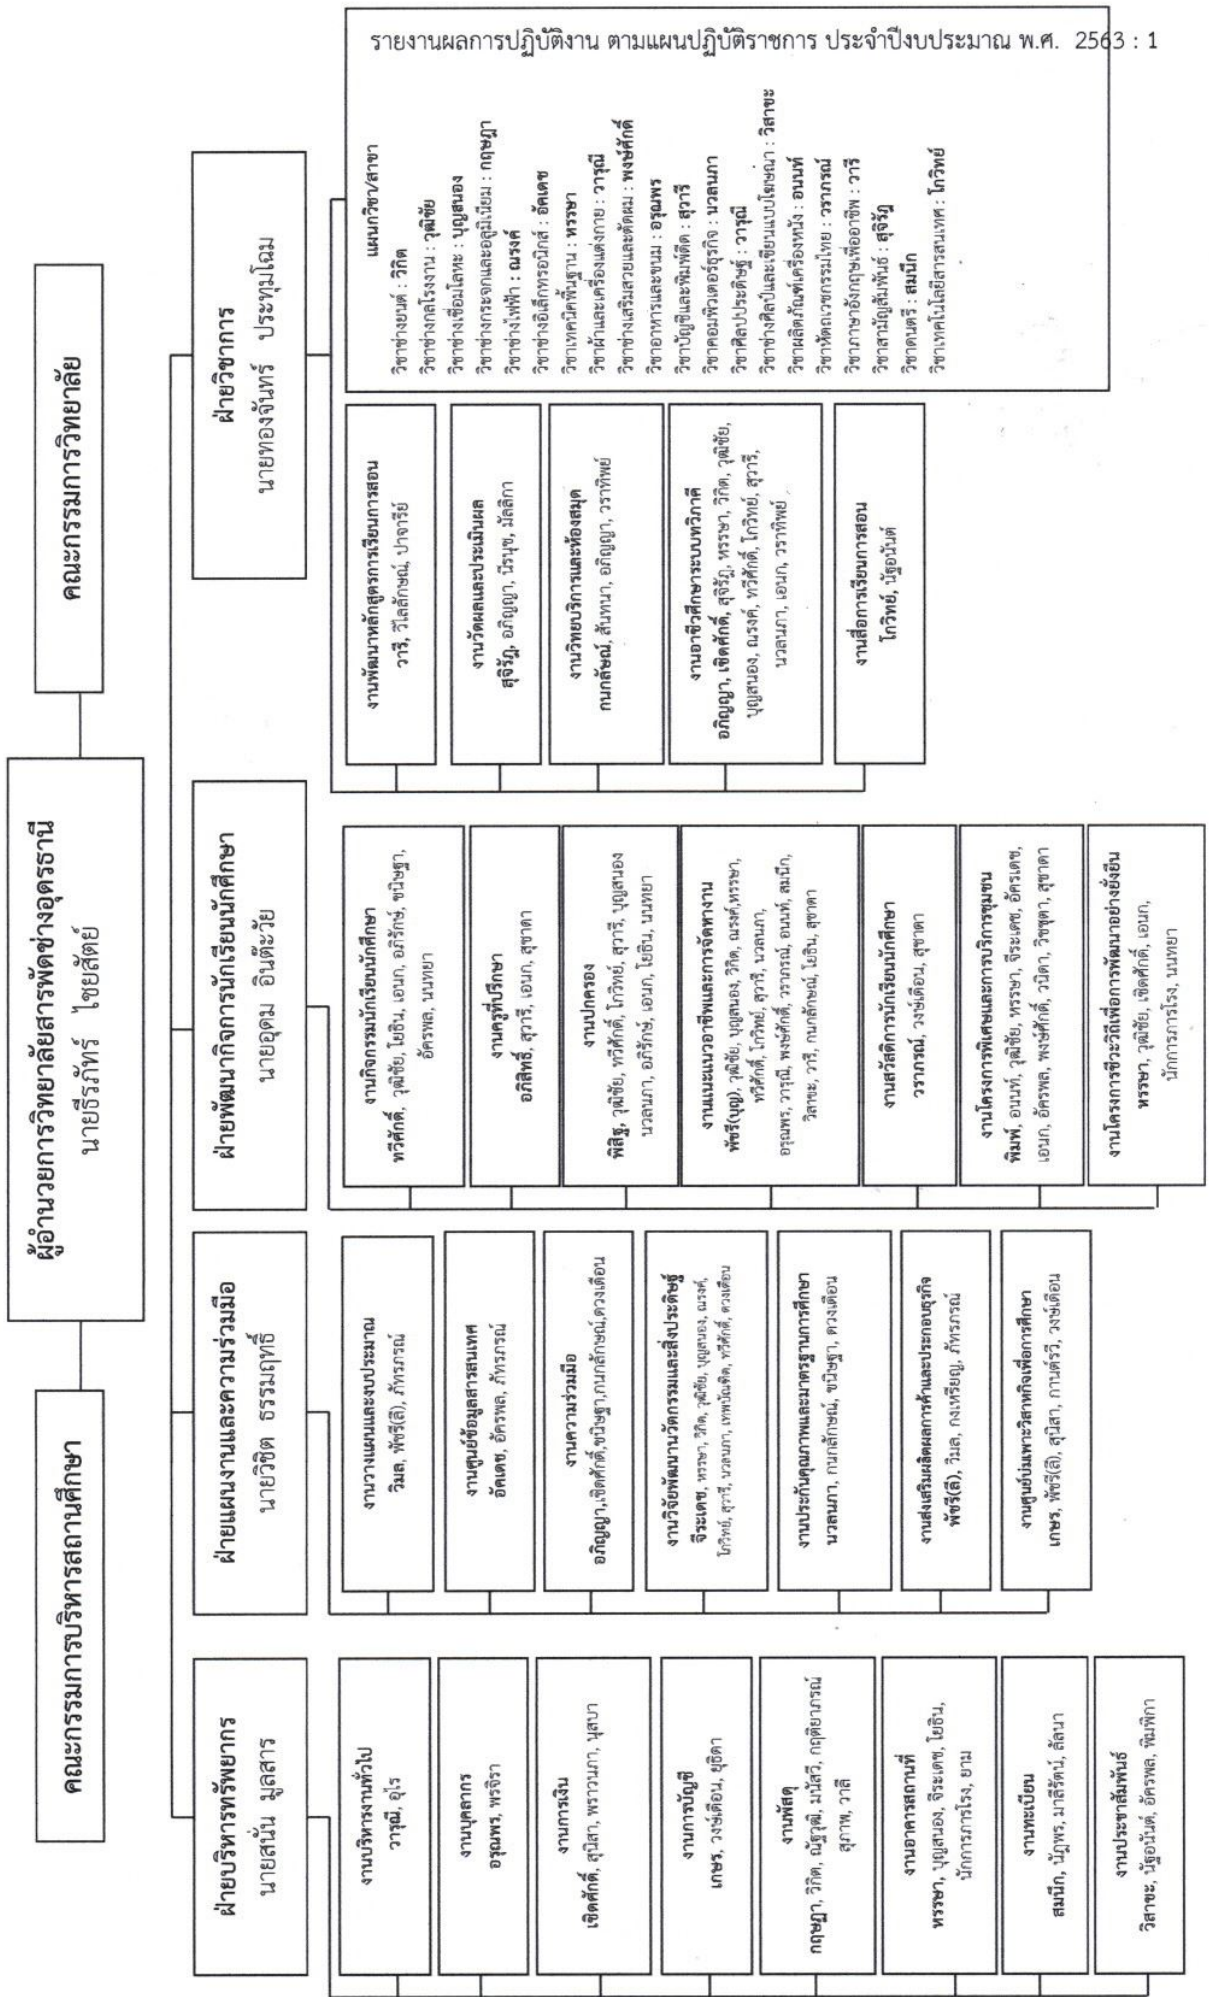 รายงานผลการปฏิบัติงาน ตามแผนปฏิบัติราชการ ประจำปีงบประมาณ พ.ศ. 2563 : 1
คณะกรรมการบริหารสถานศึกษา
ผู้อำนวยการวิทยาลัยสารพัดช่างอุดรธานี
นายธีรภัทร์ ไชยสัตย์
คณะกรรมการวิทยาลัย
ฝ่ายบริหารทรัพยากร
นายสนั่น มูลสาร
งานบริหารงานทั่วไป
วารุณี, อุไร
งานบุคลากร
อรุณพร, พรจิรา
งานการเงิน
เชิดศักดิ์, สุนิสา, พราวนภา, บุสบา
งานการบัญชี
เกษร, วงษ์เดือน, ยุธิดา
งานพัสดุ
กฤษฎา, วิกิต, ณัฐวุฒิ, มนัสวี, กฤติยาภรณ์
สุภาพ, วาลี
งานอาคารสถานที่
หรรษา, บุญสนอง, จิระเดช, โยธิน,
นักการภารโรง, ยาม
งานทะเบียน
สมนึก, นัฎพร, มาลีรัตน์, ลัลนา
งานประชาสัมพันธ์
วิสาขะ, นัฐอนันต์, อัครพล, พิมพิกา
ฝ่ายแผนงานและความร่วมมือ
นายวิชิต ธรรมฤทธิ์
งานวางแผนและงบประมาณ
วิมล, พัชรี(ลี), ภัทรภรณ์
งานศูนย์ข้อมูลสารสนเทศ
อัคเดช, อัครพล, ภัทรภรณ์
งานความร่วมมือ
อภิญญา,เชิดศักดิ์,ชนิษฐา,กนกลักษณ์,ดวงเดือน
งานวิจัยพัฒนานวัตกรรมและสิ่งประดิษฐ์
จิระเดช, หรรษา, วิกิต, วุฒิชัย, บุญสนอง, ณรงค์,
โกวิทย์, สุวารี, นวลนภา, เทพบัณฑิต, ทวีศักดิ์, ดวงเดือน
งานประกันคุณภาพและมาตรฐานการศึกษา
นวลนภา, กนกลักษณ์, ขนิษฐา, ดวงเดือน
งานส่งเสริมผลิตผลการค้าและประกอบธุรกิจ
พัชรี(ลี), วิมล, กงเหรียญ, ภัทรภรณ์
งานศูนย์บ่มเพาะวิสาหกิจเพื่อการศึกษา
เกษร, พัชรี(ลี), สุนิสา, กานต์รวี, วงษ์เดือน
ฝ่ายพัฒนากิจการนักเรียนนักศึกษา
นายอุดม อินต๊ะวัย
งานกิจกรรมนักเรียนนักศึกษา
ทวีศักดิ์, วุฒิชัย, โยธิน, เอนก, อภิรักษ์, ขนิษฐา,
อัครพล, นนทยา
งานครูที่ปรึกษา
อภิสิทธิ์, สุวารี, เอนก, สุชาดา
งานปกครอง
พิสิฐ, วุฒิชัย, ทวีศักดิ์, โกวิทย์, สุวารี, บุญสนอง
นวลนภา, อภิรักษ์, เอนก, โยธิน, นนทยา
งานแนะแนวอาชีพและการจัดหางาน
พัชรี(บุญ), วุฒิชัย, บุญสนอง, วิกิต, ณรงค์,หรรษา,
ทวีศักดิ์, โกวิทย์, สุวารี, นวลนภา,
อรุณพร, วารุณี, พงษ์ศักดิ์, วราภรณ์, อนนท์, สมนึก,
วิสาขะ, วารี, กนกลักษณ์, โยธิน, สุชาดา
งานสวัสดิการนักเรียนนักศึกษา
วราภรณ์, วงษ์เดือน, สุชาดา
งานโครงการพิเศษและการบริการชุมชน
พิมพ์, อนนท์, วุฒิชัย, หรรษา, จิระเดช, อัครเดช,
เอนก, อัครพล, พงษ์ศักดิ์, วนิดา, วิชชุดา, สุชาดา
งานโครงการชีวะวิถีเพื่อการพัฒนาอย่างยั่งยืน
หรรษา, วุฒิชัย, เชิดศักดิ์, เอนก,
นักการภารโรง, นนทยา
ฝ่ายวิชาการ
นายทองจันทร์ ประทุมโฉม
งานพัฒนาหลักสูตรการเรียนการสอน
วารี, วิไลลักษณ์, ปาจารีย์
งานวัดผลและประเมินผล
สุจิรัฎ, อภิญญา, นิรนุช, มัลลิกา
งานวิทยบริการและห้องสมุด
กนกลัษณ์, สันทนา, อภิญญา, วราทิพย์
งานอาชีวศึกษาระบบทวิภาคี
อภิญญา, เชิดศักดิ์, สุจิรัฎ, หรรษา, วิกิต, วุฒิชัย,
บุญสนอง, ณรงค์, ทวีศักดิ์, โกวิทย์, สุวารี,
นวลนภา, เอนก, วราทิพย์
งานสื่อการเรียนการสอน
โกวิทย์, นัฐอนันต์
แผนกวิชา/สาขา
วิชาช่างยนต์ : วิกิต
วิชาช่างกลโรงงาน : วุฒิชัย
วิชาช่างเชื่อมโลหะ : บุญสนอง
วิชาช่างกระจกและอลูมิเนียม : กฤษฎา
วิชาช่างไฟฟ้า : ณรงค์
วิชาช่างอิเล็กทรอนิกส์ : อัคเดช
วิชาเทคนิคพื้นฐาน : หรรษา
วิชาผ้าและเครื่องแต่งกาย : วารุณี
วิชาช่างเสริมสวยและตัดผม : พงษ์ศักดิ์
วิชาอาหารและขนม : อรุณพร
วิชาบัญชีและพิมพ์ดีด : สุวารี
วิชาคอมพิวเตอร์ธุรกิจ : นวลนภา
วิชาศิลปประดิษฐ์ : วารุณี
วิชาช่างศิลป์และเขียนแบบโฆษณา : วิสาขะ
วิชาผลิตภัณฑ์เครื่องหนัง : อนนท์
วิชาหัตถเวชกรรมไทย : วราภรณ์
วิชาภาษาอังกฤษเพื่ออาชีพ : วารี
วิชาสามัญสัมพันธ์ : สุจิรัฎ
วิชาดนตรี : สมนึก
วิชาเทคโนโลยีสารสนเทศ : โกวิทย์